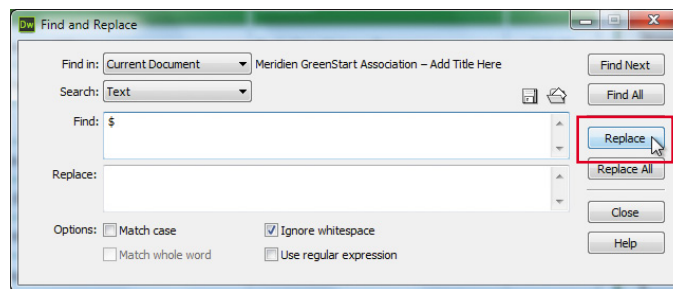 Dw Find and Replace
Find in: Current Document Meridien GreenStart Association – Add Title Here Find Next
Search: Text Find All
Find: $
Replace
Replace: Replace All
Close
Options: Match case Ignore whitespace
Help
Match whole word Use regular expression